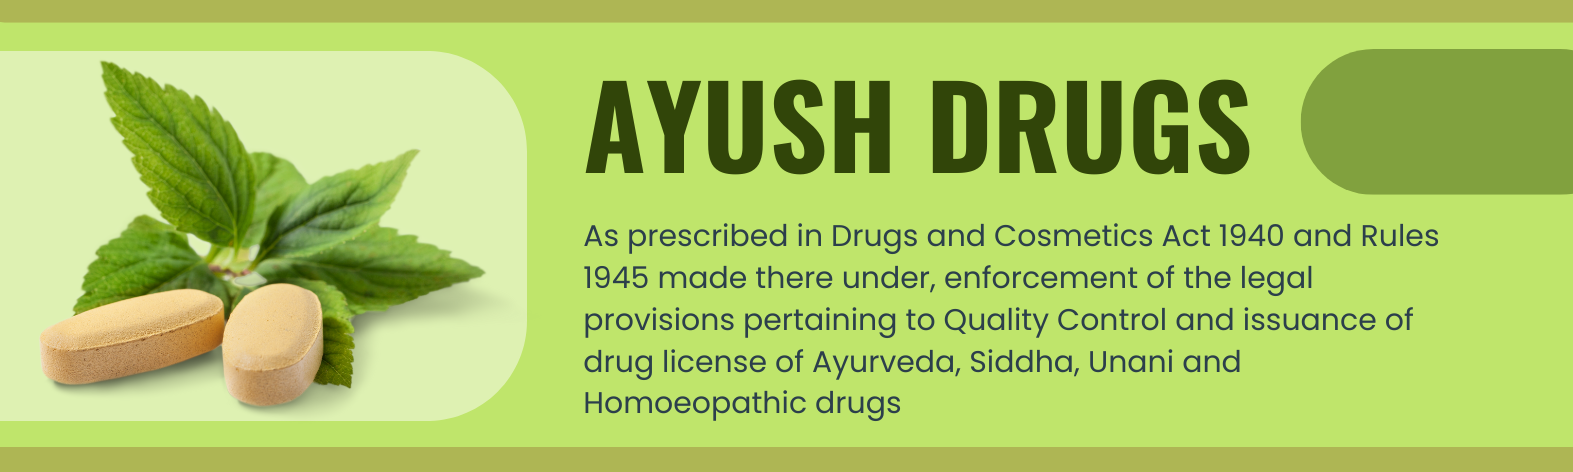 AYUSH DRUGS
As prescribed in Drugs and Cosmetics Act 1940 and Rules
1945 made there under, enforcement of the legal
provisions pertaining to Quality Control and issuance of
drug license of Ayurveda, Siddha, Unani and
Homoeopathic drugs